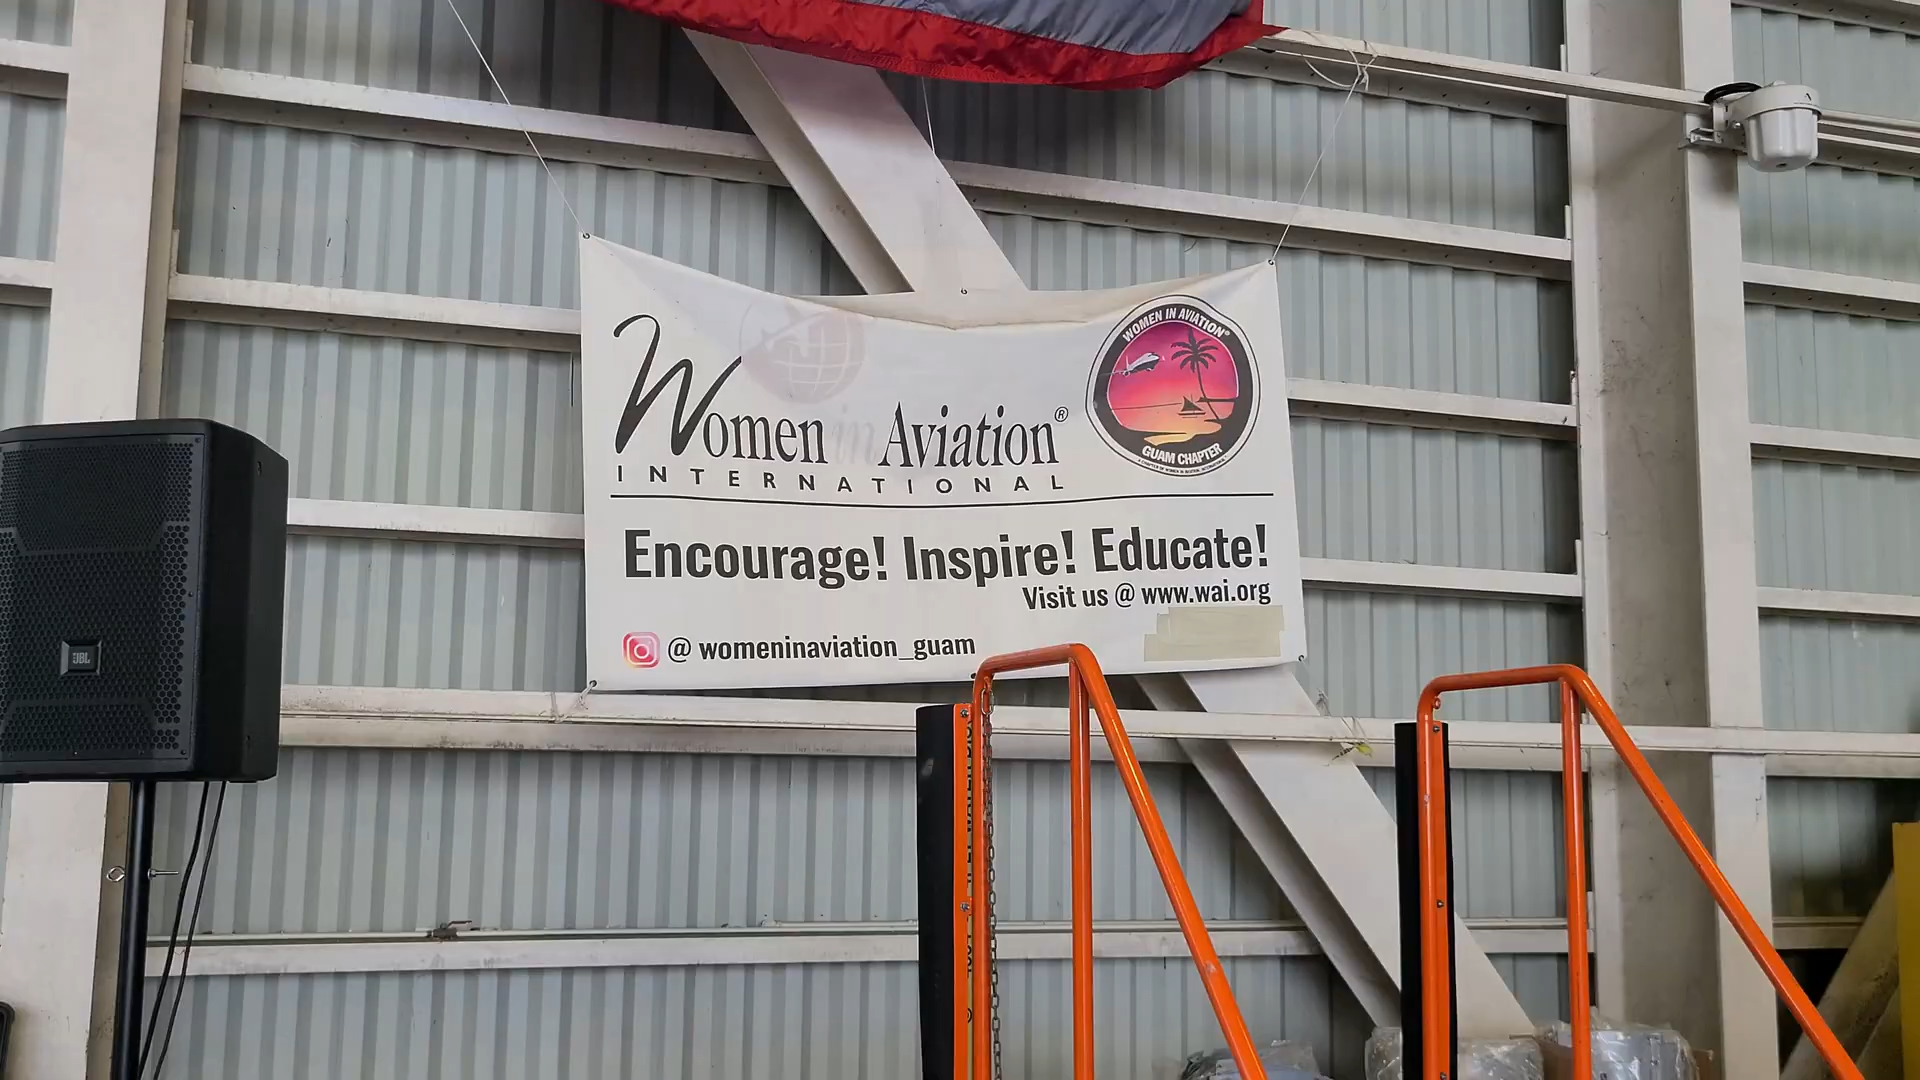 Women in Aviation®
INTERNATIONAL
WOMEN IN AVIATION®
GUAM CHAPTER
Encourage! Inspire! Educate!
Visit us @ www.wai.org
@ womeninaviation_guam
JBL